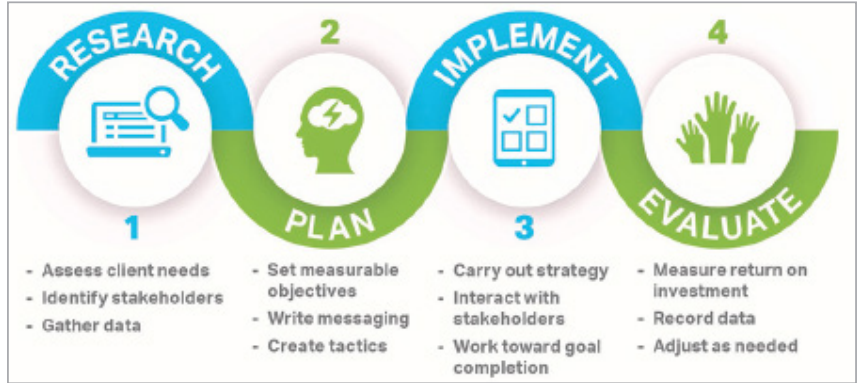 RESEARCH
1
- Assess client needs
- Identify stakeholders
- Gather data
2
PLAN
- Set measurable
objectives
- Write messaging
- Create tactics
IMPLEMENT
3
- Carry out strategy
- Interact with
stakeholders
- Work toward goal
completion
4
EVALUATE
- Measure return on
investment
- Record data
- Adjust as needed